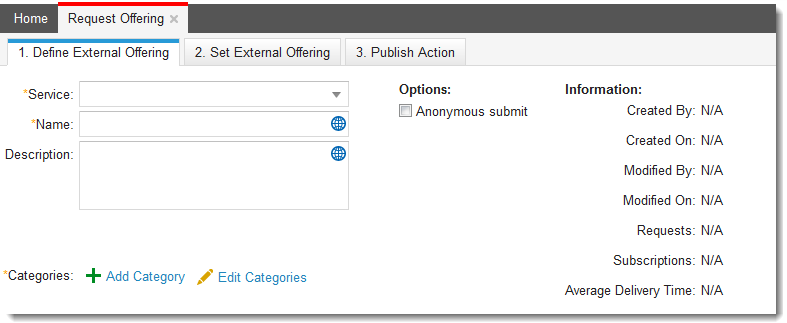 Home Request Offering
1. Define External Offering 2. Set External Offering 3. Publish Action
*Service:
*Name:
Description:
*Categories: Add Category Edit Categories
Options:
Anonymous submit
Information:
Created By: N/A
Created On: N/A
Modified By: N/A
Modified On: N/A
Requests: N/A
Subscriptions: N/A
Average Delivery Time: N/A